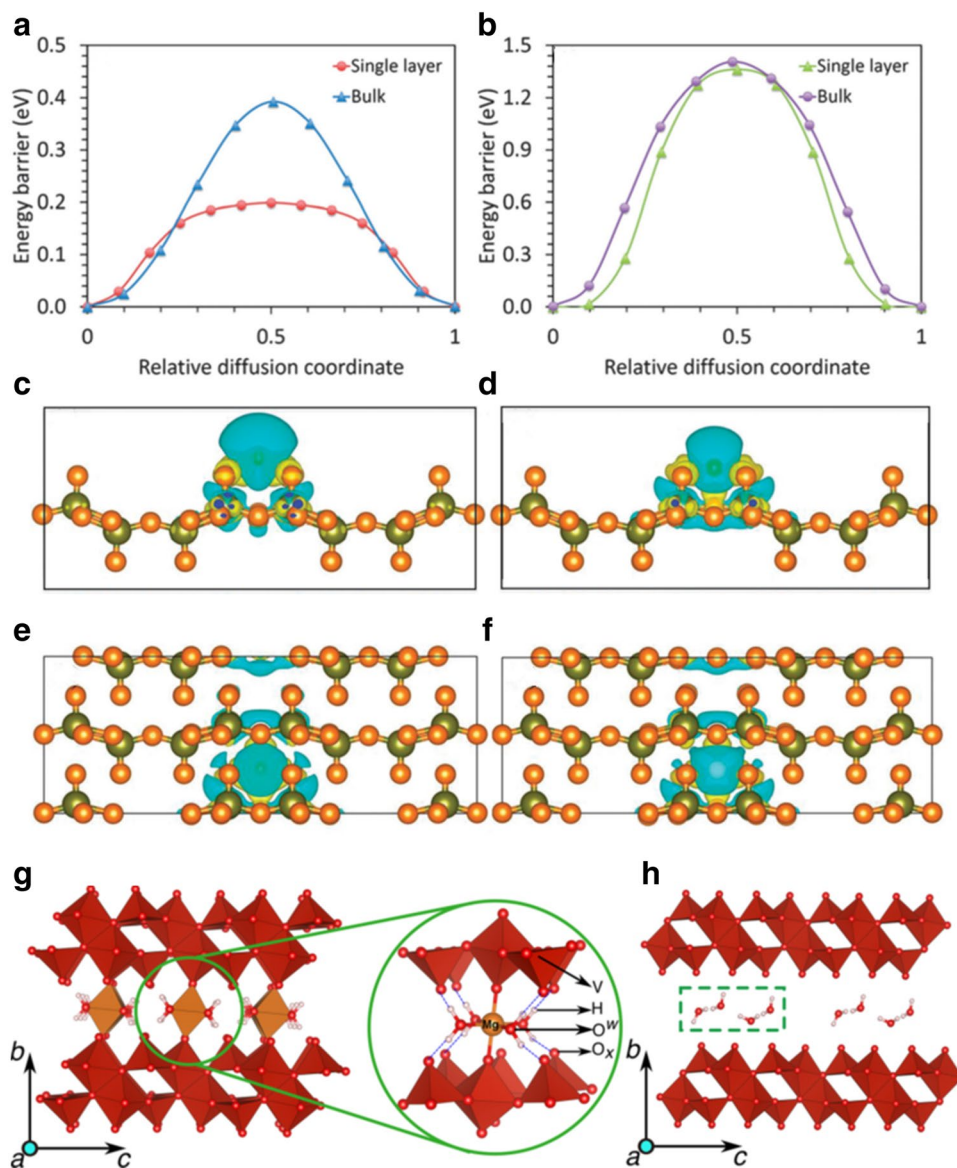 a
0.5
0.4
0.3
0.2
0.1
0.0
Energy barrier (eV)
Single layer
Bulk
0
0.5
1
Relative diffusion coordinate
b
1.5
1.2
0.9
0.6
0.3
0.0
Energy barrier (eV)
Single layer
Bulk
0
0.5
1
Relative diffusion coordinate
c
d
e
f
g
b
a
c
Mg
V
H
O^w
O_x
h
b
a
c